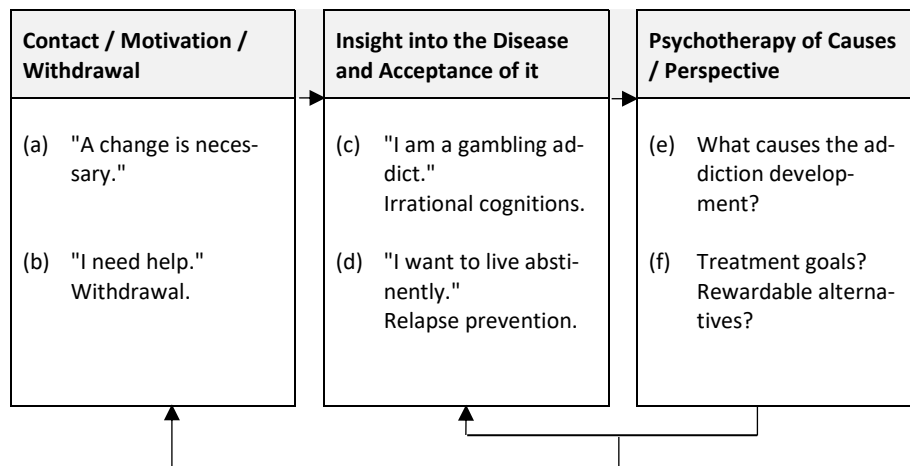 Contact / Motivation /
Withdrawal
(a) "A change is neces-
sary."
(b) "I need help."
Withdrawal.
Insight into the Disease
and Acceptance of it
(c) "I am a gambling ad-
dict."
Irrational cognitions.
(d) "I want to live absti-
nently."
Relapse prevention.
Psychotherapy of Causes
/ Perspective
(e) What causes the ad-
diction develop-
ment?
(f) Treatment goals?
Rewardable alterna-
tives?